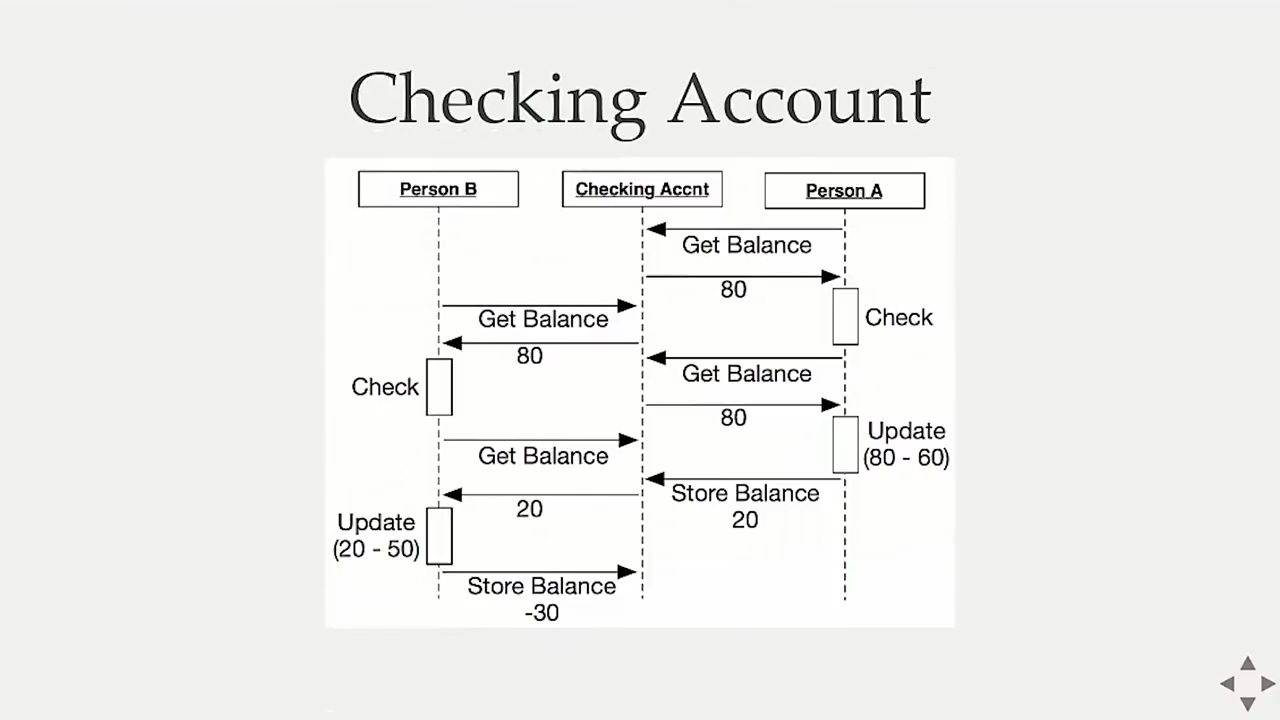 Checking Account
Person B
Checking Accnt
Person A
Get Balance
80
Check
Get Balance
80
Get Balance
Check
80
Update
(80 - 60)
Get Balance
Store Balance
20
20
Update
(20 - 50)
Store Balance
-30